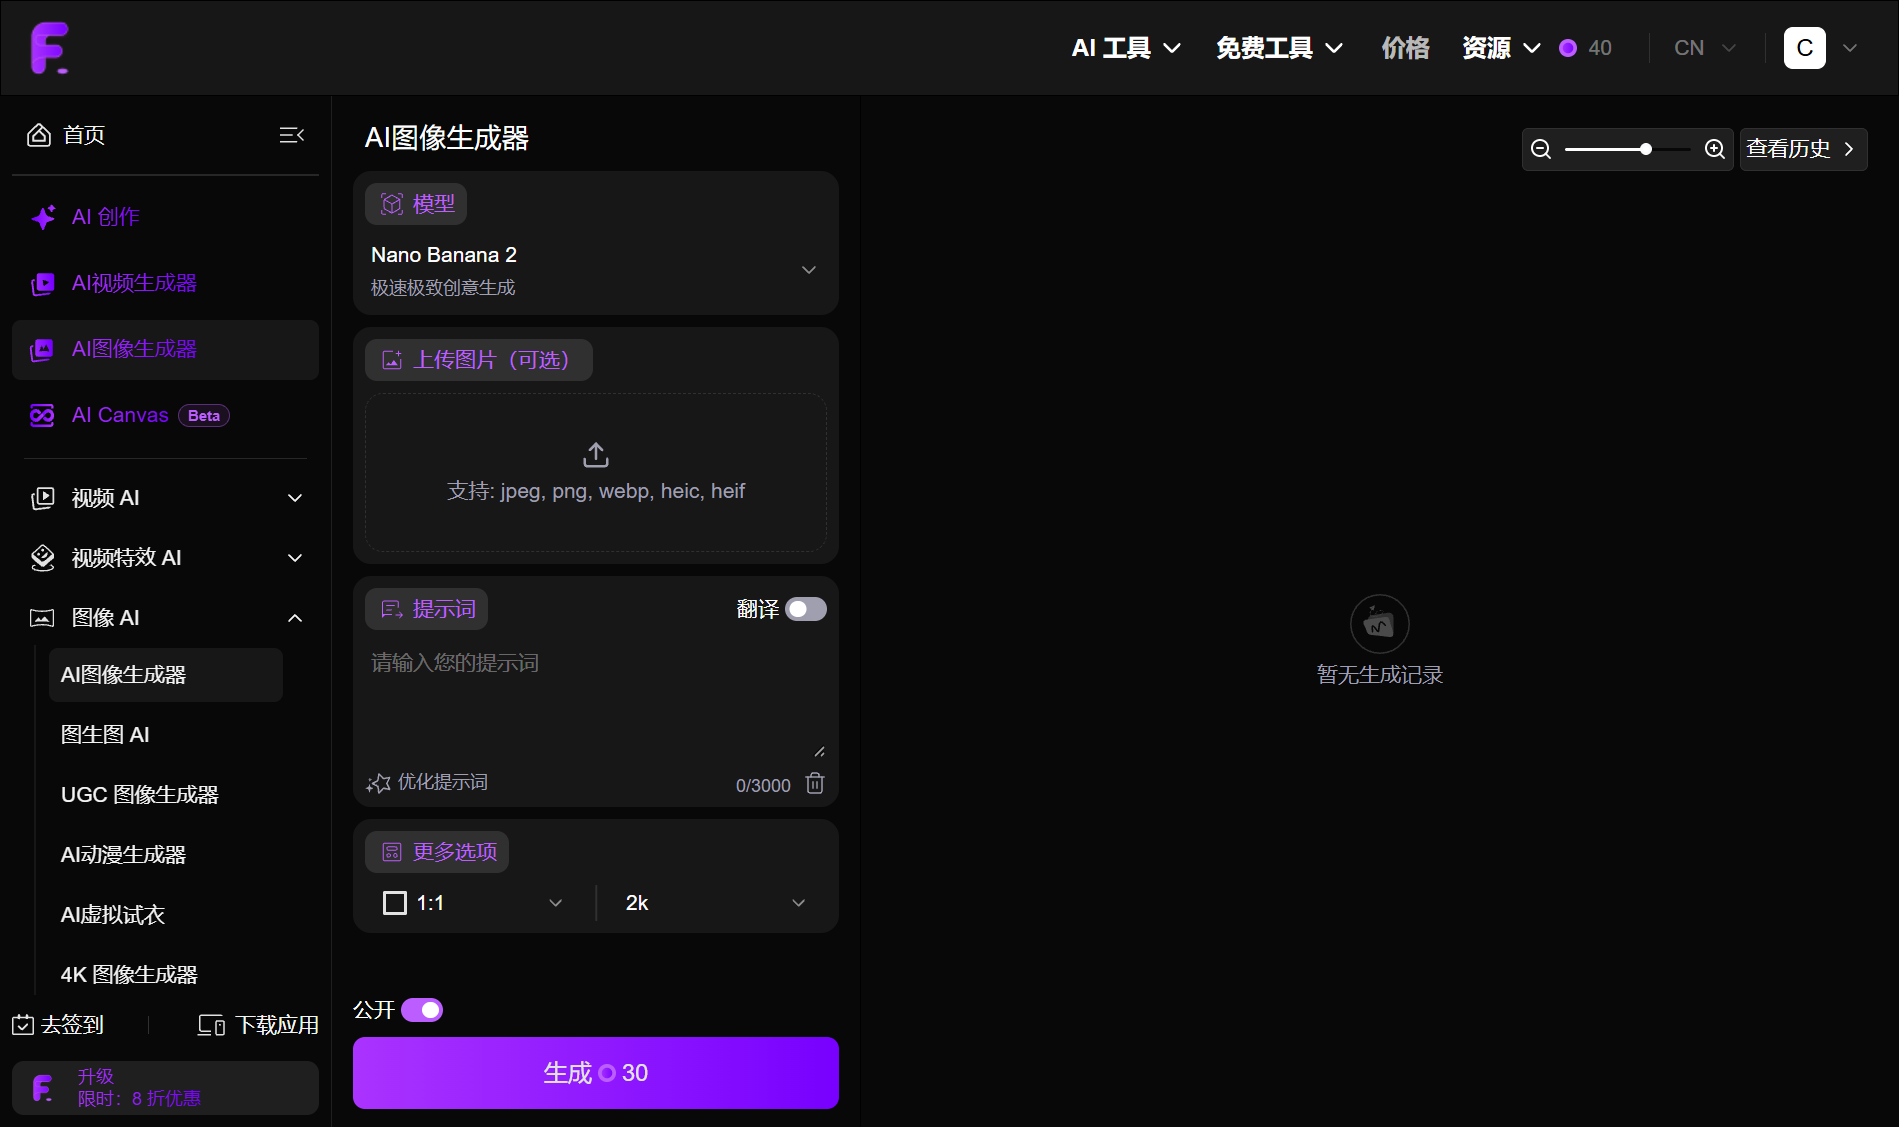 AI 工具
免费工具
价格
资源
40
CN
C
首页
AI 创作
AI视频生成器
AI图像生成器
AI Canvas Beta
视频 AI
视频特效 AI
图像 AI
AI图像生成器
图生图 AI
UGC 图像生成器
AI动漫生成器
AI虚拟试衣
4K 图像生成器
去签到
下载应用
升级
限时：8 折优惠
AI图像生成器
模型
Nano Banana 2
极速极致创意生成
上传图片（可选）
支持: jpeg, png, webp, heic, heif
提示词
翻译
请输入您的提示词
优化提示词
0/3000
更多选项
1:1
2k
公开
生成 30
查看历史
暂无生成记录